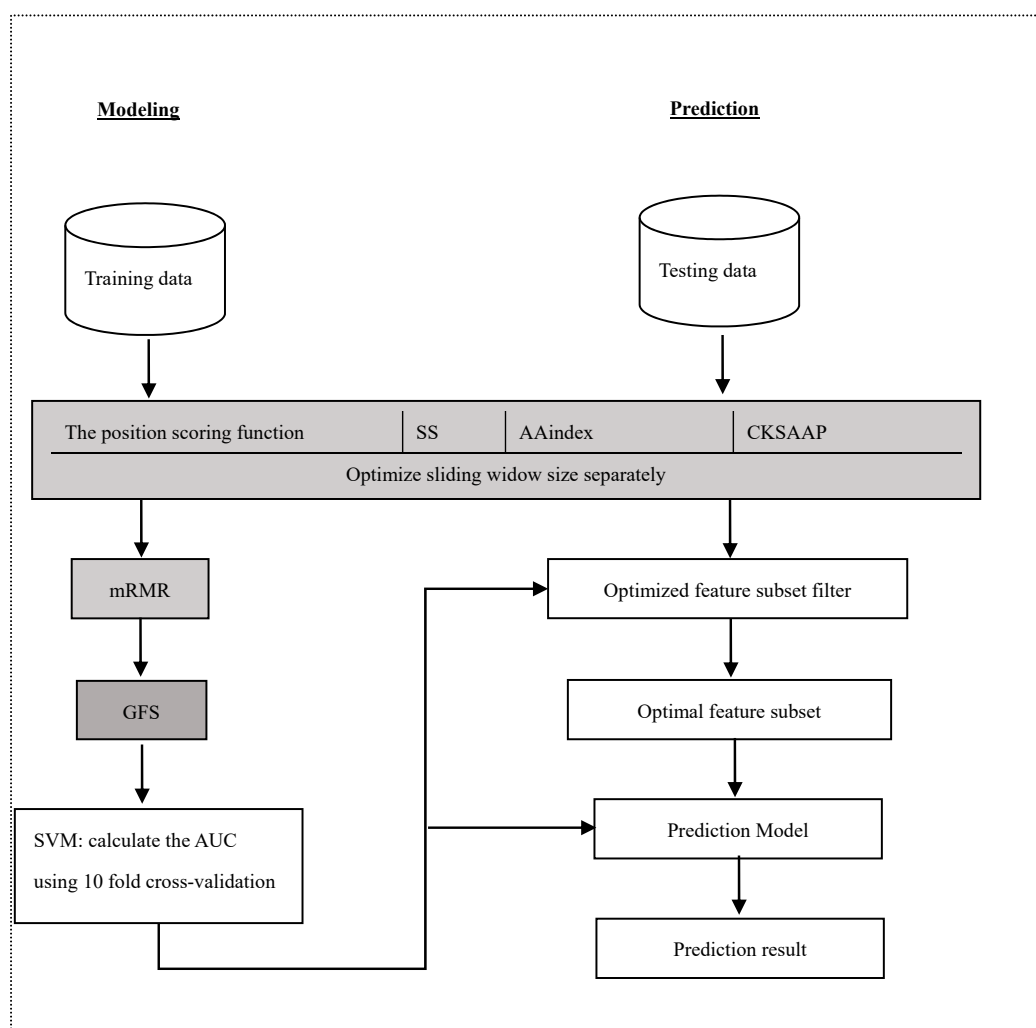 Modeling
Prediction
Training data
Testing data
The position scoring function
SS
AAindex
CKSAAP
Optimize sliding widow size separately
mRMR
Optimized feature subset filter
GFS
Optimal feature subset
SVM: calculate the AUC
using 10 fold cross-validation
Prediction Model
Prediction result